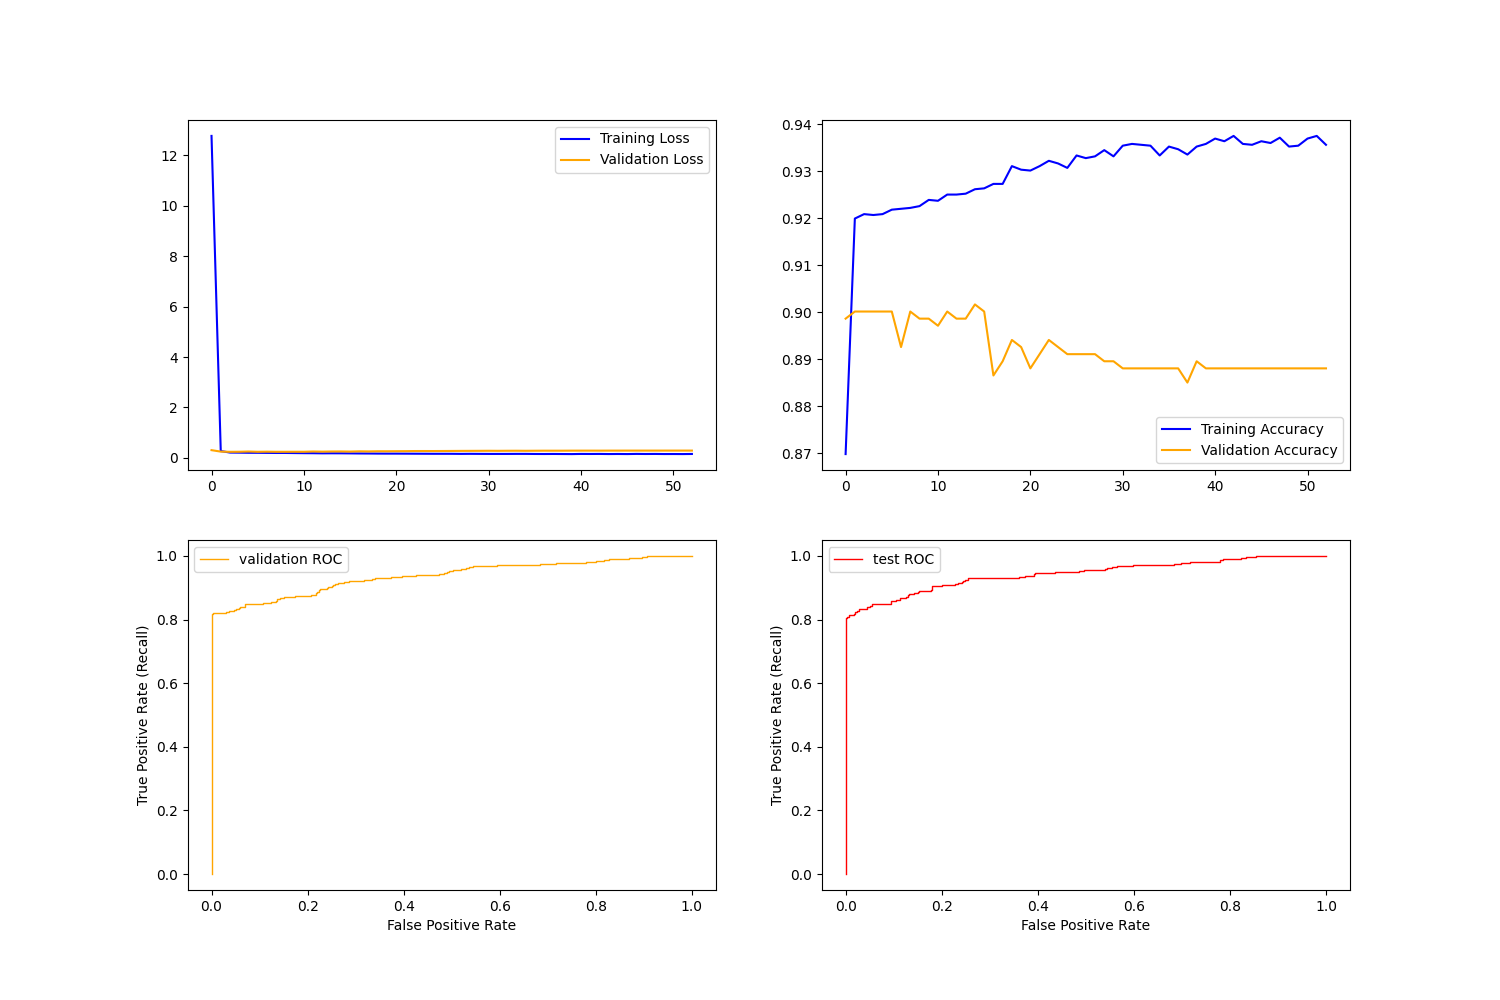 Training Loss
Validation Loss
12
10
8
6
4
2
0
0 10 20 30 40 50
0.94
0.93
0.92
0.91
0.90
0.89
0.88
0.87
Training Accuracy
Validation Accuracy
0 10 20 30 40 50
validation ROC
True Positive Rate (Recall)
1.0
0.8
0.6
0.4
0.2
0.0
0.0 0.2 0.4 0.6 0.8 1.0
False Positive Rate
test ROC
True Positive Rate (Recall)
1.0
0.8
0.6
0.4
0.2
0.0
0.0 0.2 0.4 0.6 0.8 1.0
False Positive Rate